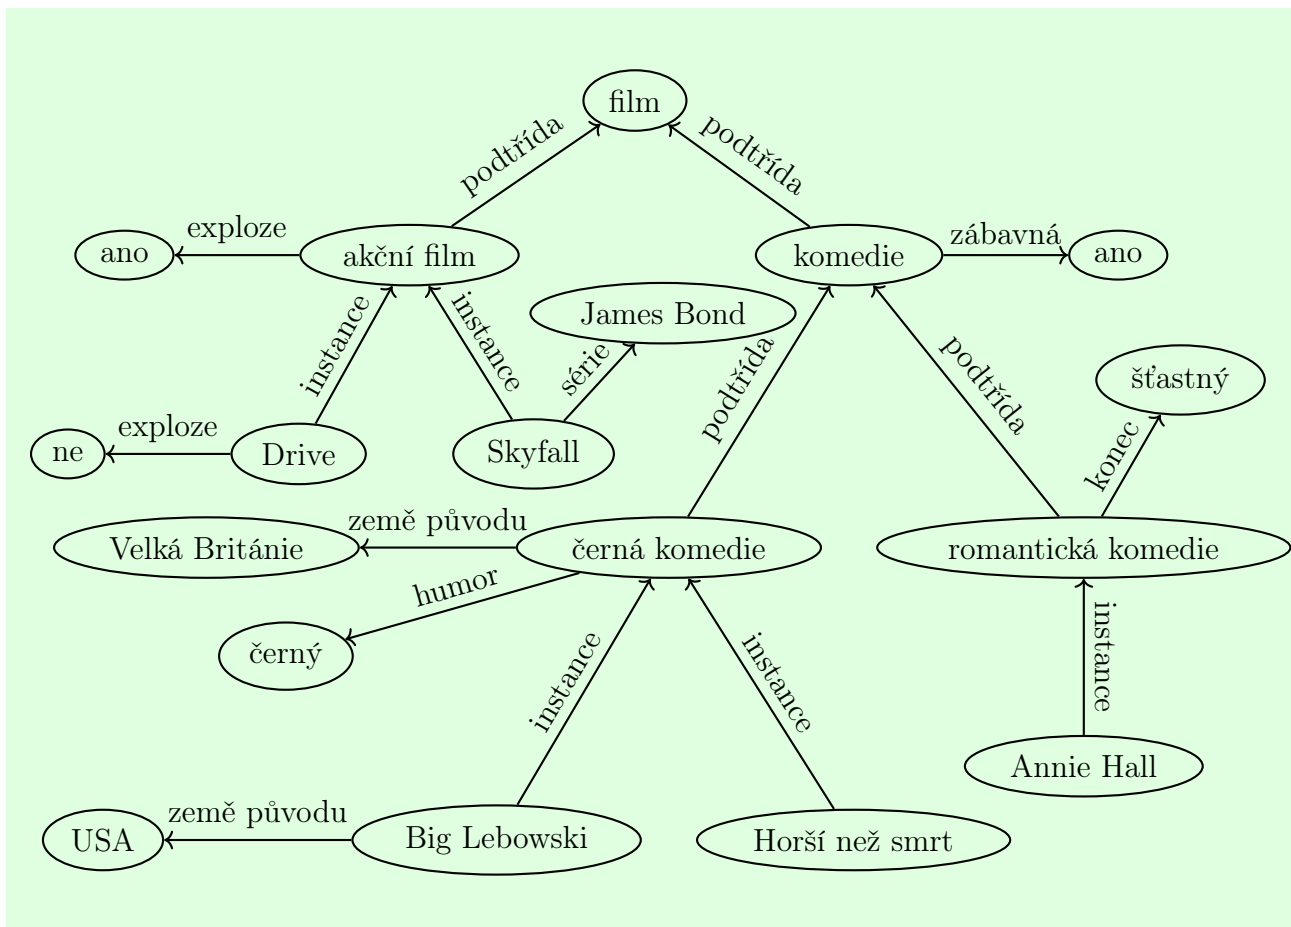 film
podtřída
podtřída
ano
exploze
akční film
komedie
zábavná
ano
instance
instance
James Bond
série
podtřída
podtřída
šťastný
konec
ne
exploze
Drive
Skyfall
Velká Británie
země původu
černá komedie
romantická komedie
humor
černý
instance
instance
instance
Annie Hall
USA
země původu
Big Lebowski
Horší než smrt